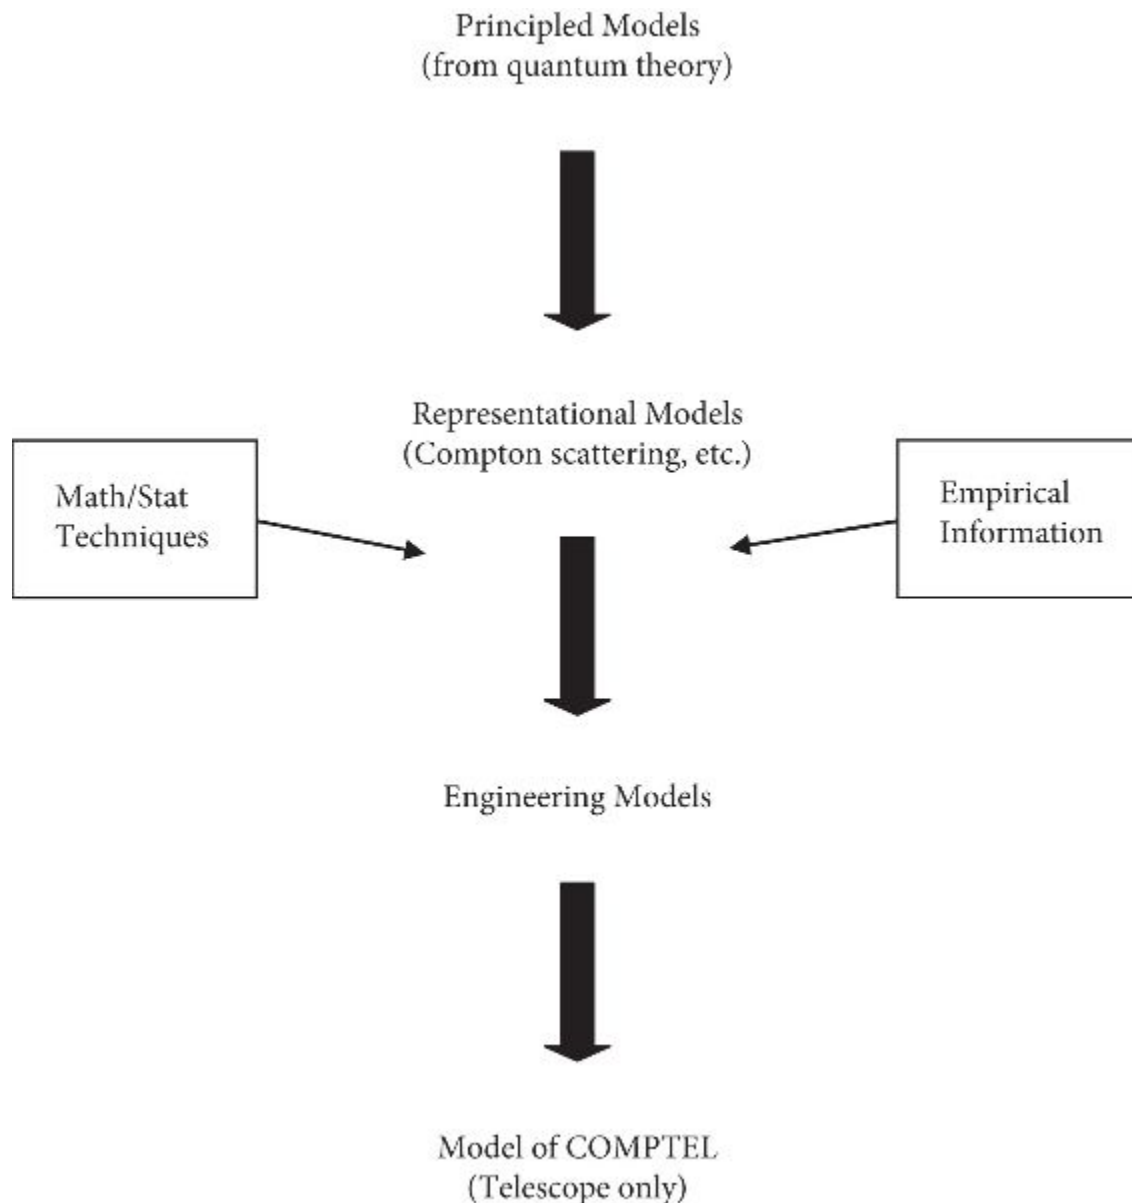 Principled Models
(from quantum theory)
Representational Models
(Compton scattering, etc.)
Math/Stat
Techniques
Empirical
Information
Engineering Models
Model of COMPTEL
(Telescope only)